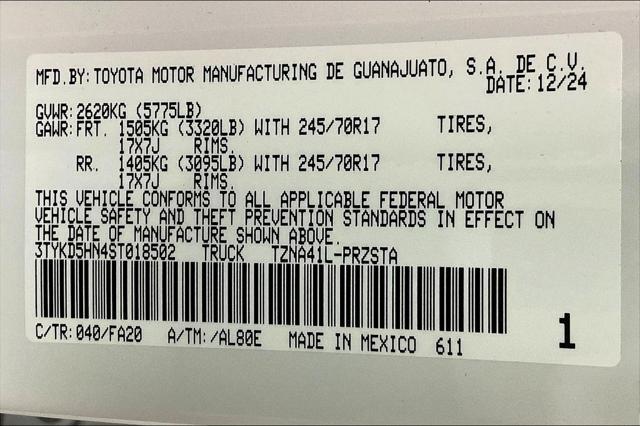 MFD.BY:TOYOTA MOTOR MANUFACTURING DE GUANAJUATO, S.A. DE C.V.
DATE:12/24
GVWR:2620KG (5775LB)
GAWR:FRT. 1505KG (3320LB) WITH 245/70R17 TIRES,
17X7J RIMS.
RR. 1405KG (3095LB) WITH 245/70R17 TIRES,
17X7J RIMS.
THIS VEHICLE CONFORMS TO ALL APPLICABLE FEDERAL MOTOR
VEHICLE SAFETY AND THEFT PREVENTION STANDARDS IN EFFECT ON
THE DATE OF MANUFACTURE SHOWN ABOVE.
3TYKD5HN4ST018502 TRUCK TZNA41L-PRZSTA
C/TR:040/FA20 A/TM:/AL80E MADE IN MEXICO 611
1